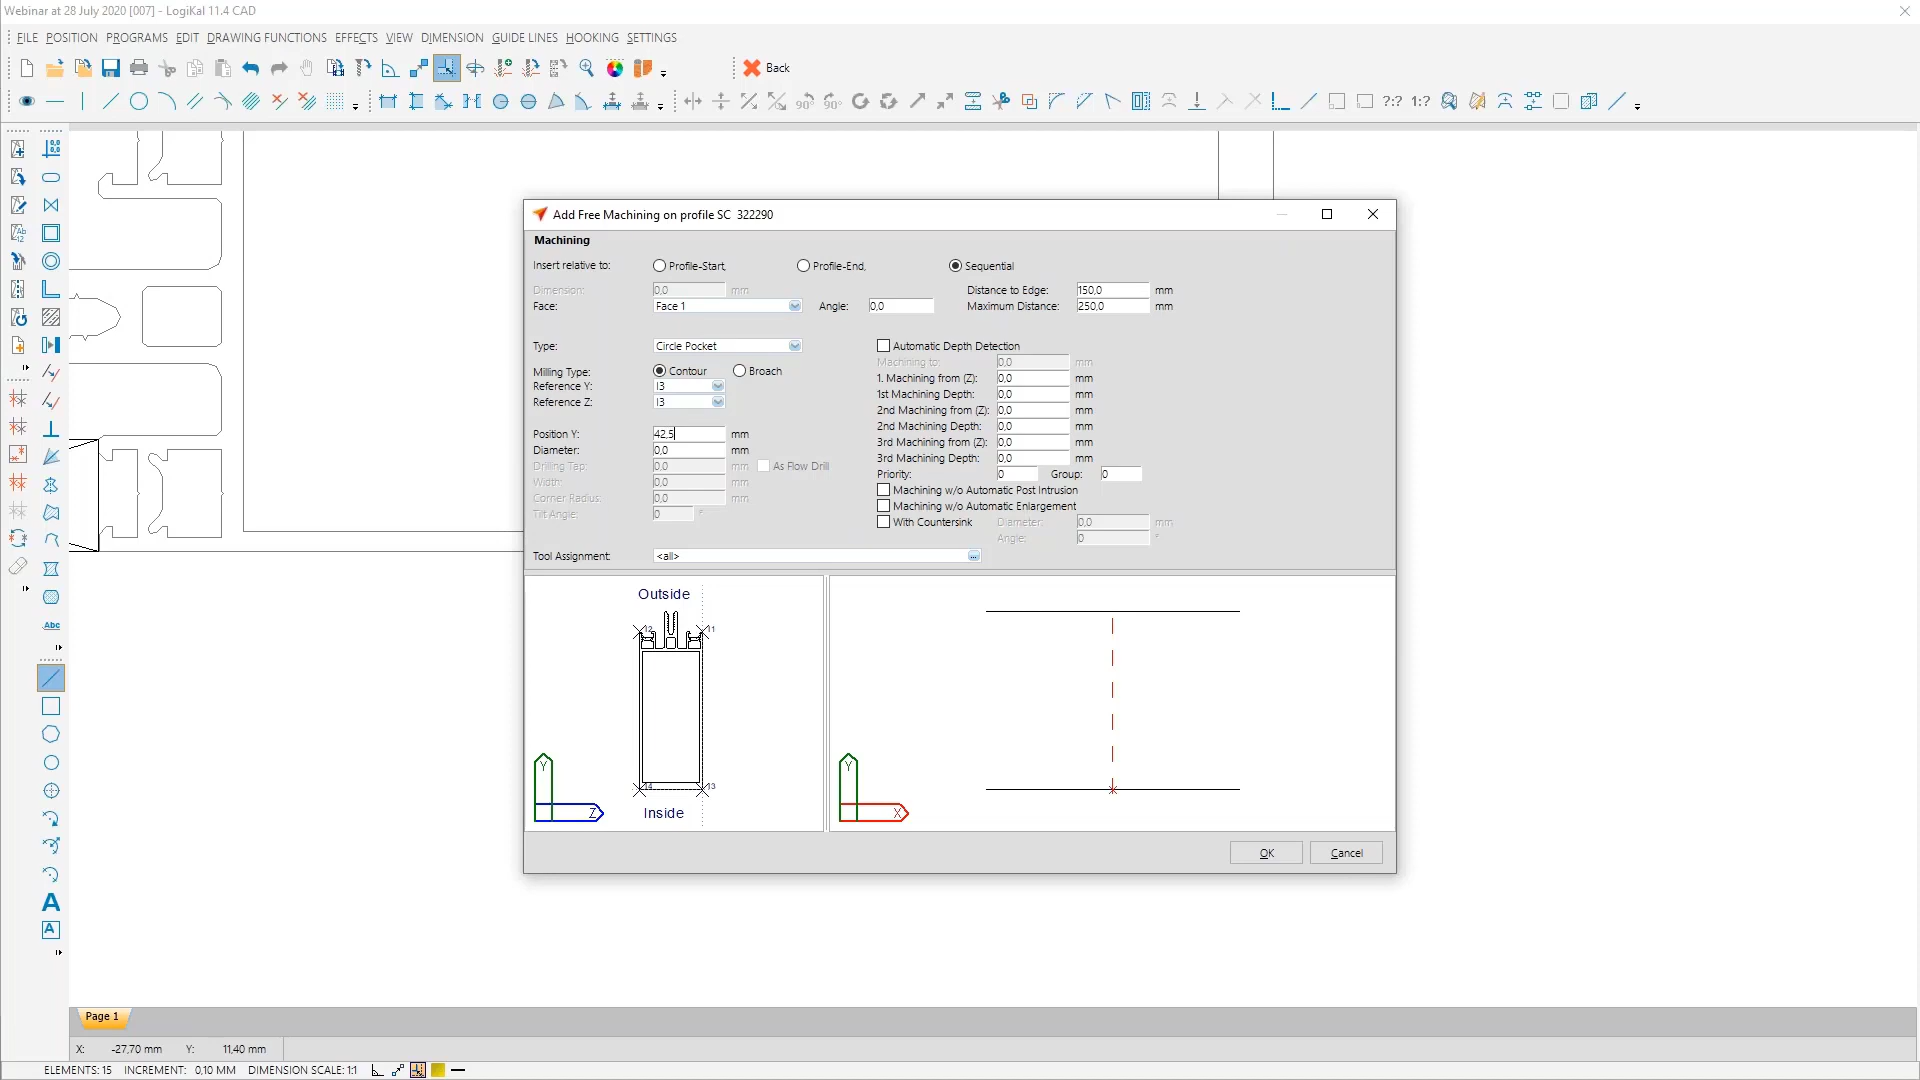 Webinar at 28 July 2020 [007] - LogiKal 11.4 CAD
FILE POSITION PROGRAMS EDIT DRAWING FUNCTIONS EFFECTS VIEW DIMENSION GUIDE LINES HOOKING SETTINGS
Back
90° 90° ?:? 1:?
Add Free Machining on profile SC 322290
Machining
Insert relative to: Profile-Start, Profile-End, Sequential
Dimension: 0,0 mm Distance to Edge: 150,0 mm
Face: Face 1 Angle: 0,0 Maximum Distance: 250,0 mm
Type: Circle Pocket Automatic Depth Detection
Machining to: 0,0 mm
Milling Type: Contour Broach 1. Machining from (Z): 0,0 mm
Reference Y: I3 1st Machining Depth: 0,0 mm
Reference Z: I3 2nd Machining from (Z): 0,0 mm
2nd Machining Depth: 0,0 mm
Position Y: 42,5 mm 3rd Machining from (Z): 0,0 mm
Diameter: 0,0 mm 3rd Machining Depth: 0,0 mm
Drilling Tap: 0,0 mm As Flow Drill Priority: 0 Group: 0
Width: 0,0 mm Machining w/o Automatic Post Intrusion
Corner Radius: 0,0 mm Machining w/o Automatic Enlargement
Tilt Angle: 0 ° With Countersink Diameter: 0,0 mm
Angle: 0 °
Tool Assignment: <all> ...
Outside
12 11
14 13
Inside
Y Z
Y X
OK Cancel
Abc
A
A
Page 1
X: -27,70 mm Y: 11,40 mm
ELEMENTS: 15 INCREMENT: 0,10 MM DIMENSION SCALE: 1:1